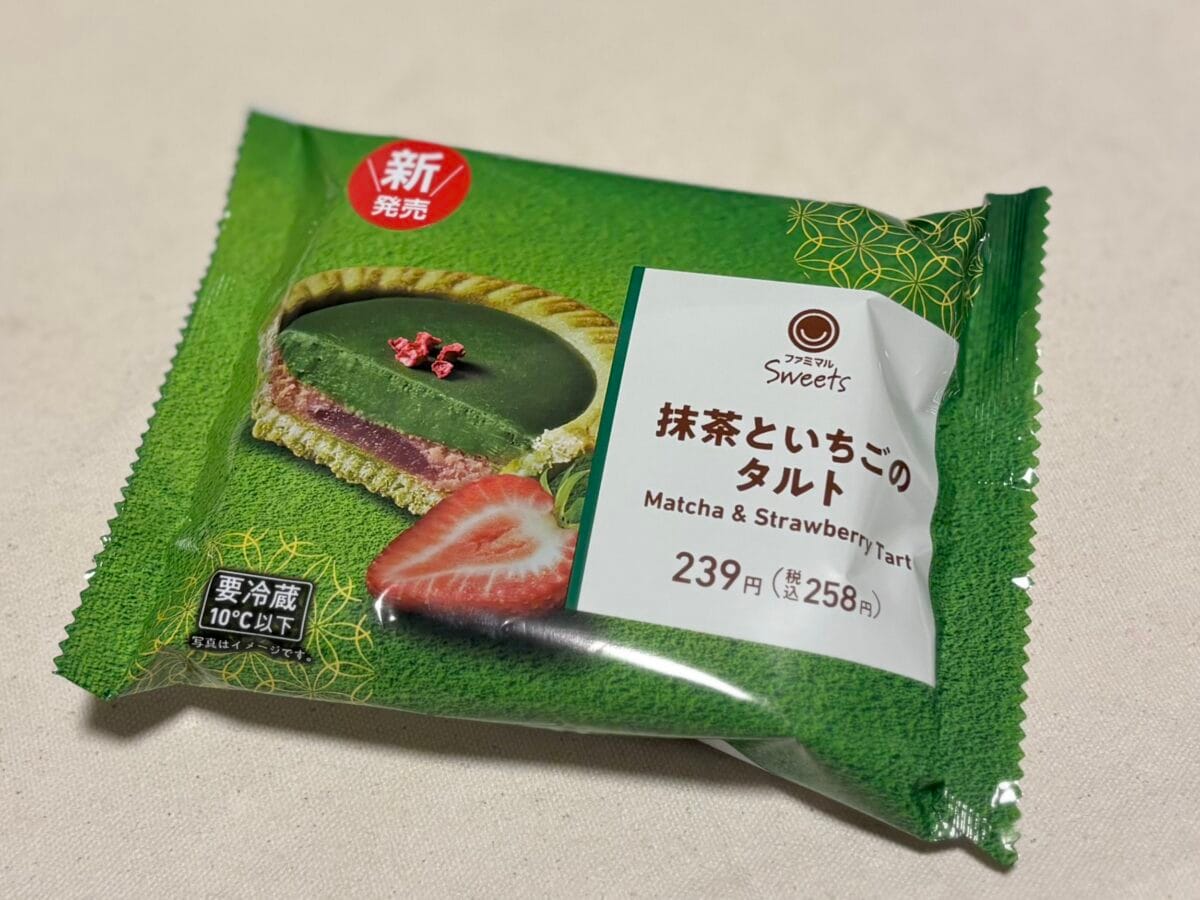 新
発売
ファミマル
Sweets
抹茶といちごの
タルト
Matcha & Strawberry Tart
239円(税込258円)
要冷蔵
10°C以下
写真はイメージです。